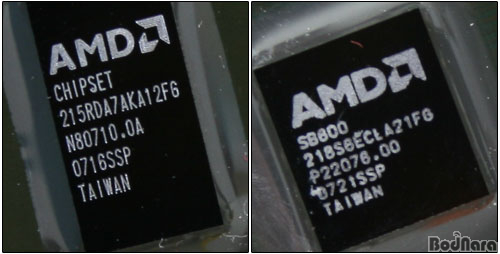 AMD
CHIPSET
215RDA7AKA12FG
N80710.0A
0716SSP
TAIWAN
AMD
SB600
218S6ECLA21FG
P22076.00
0721SSP
TAIWAN
BodNara